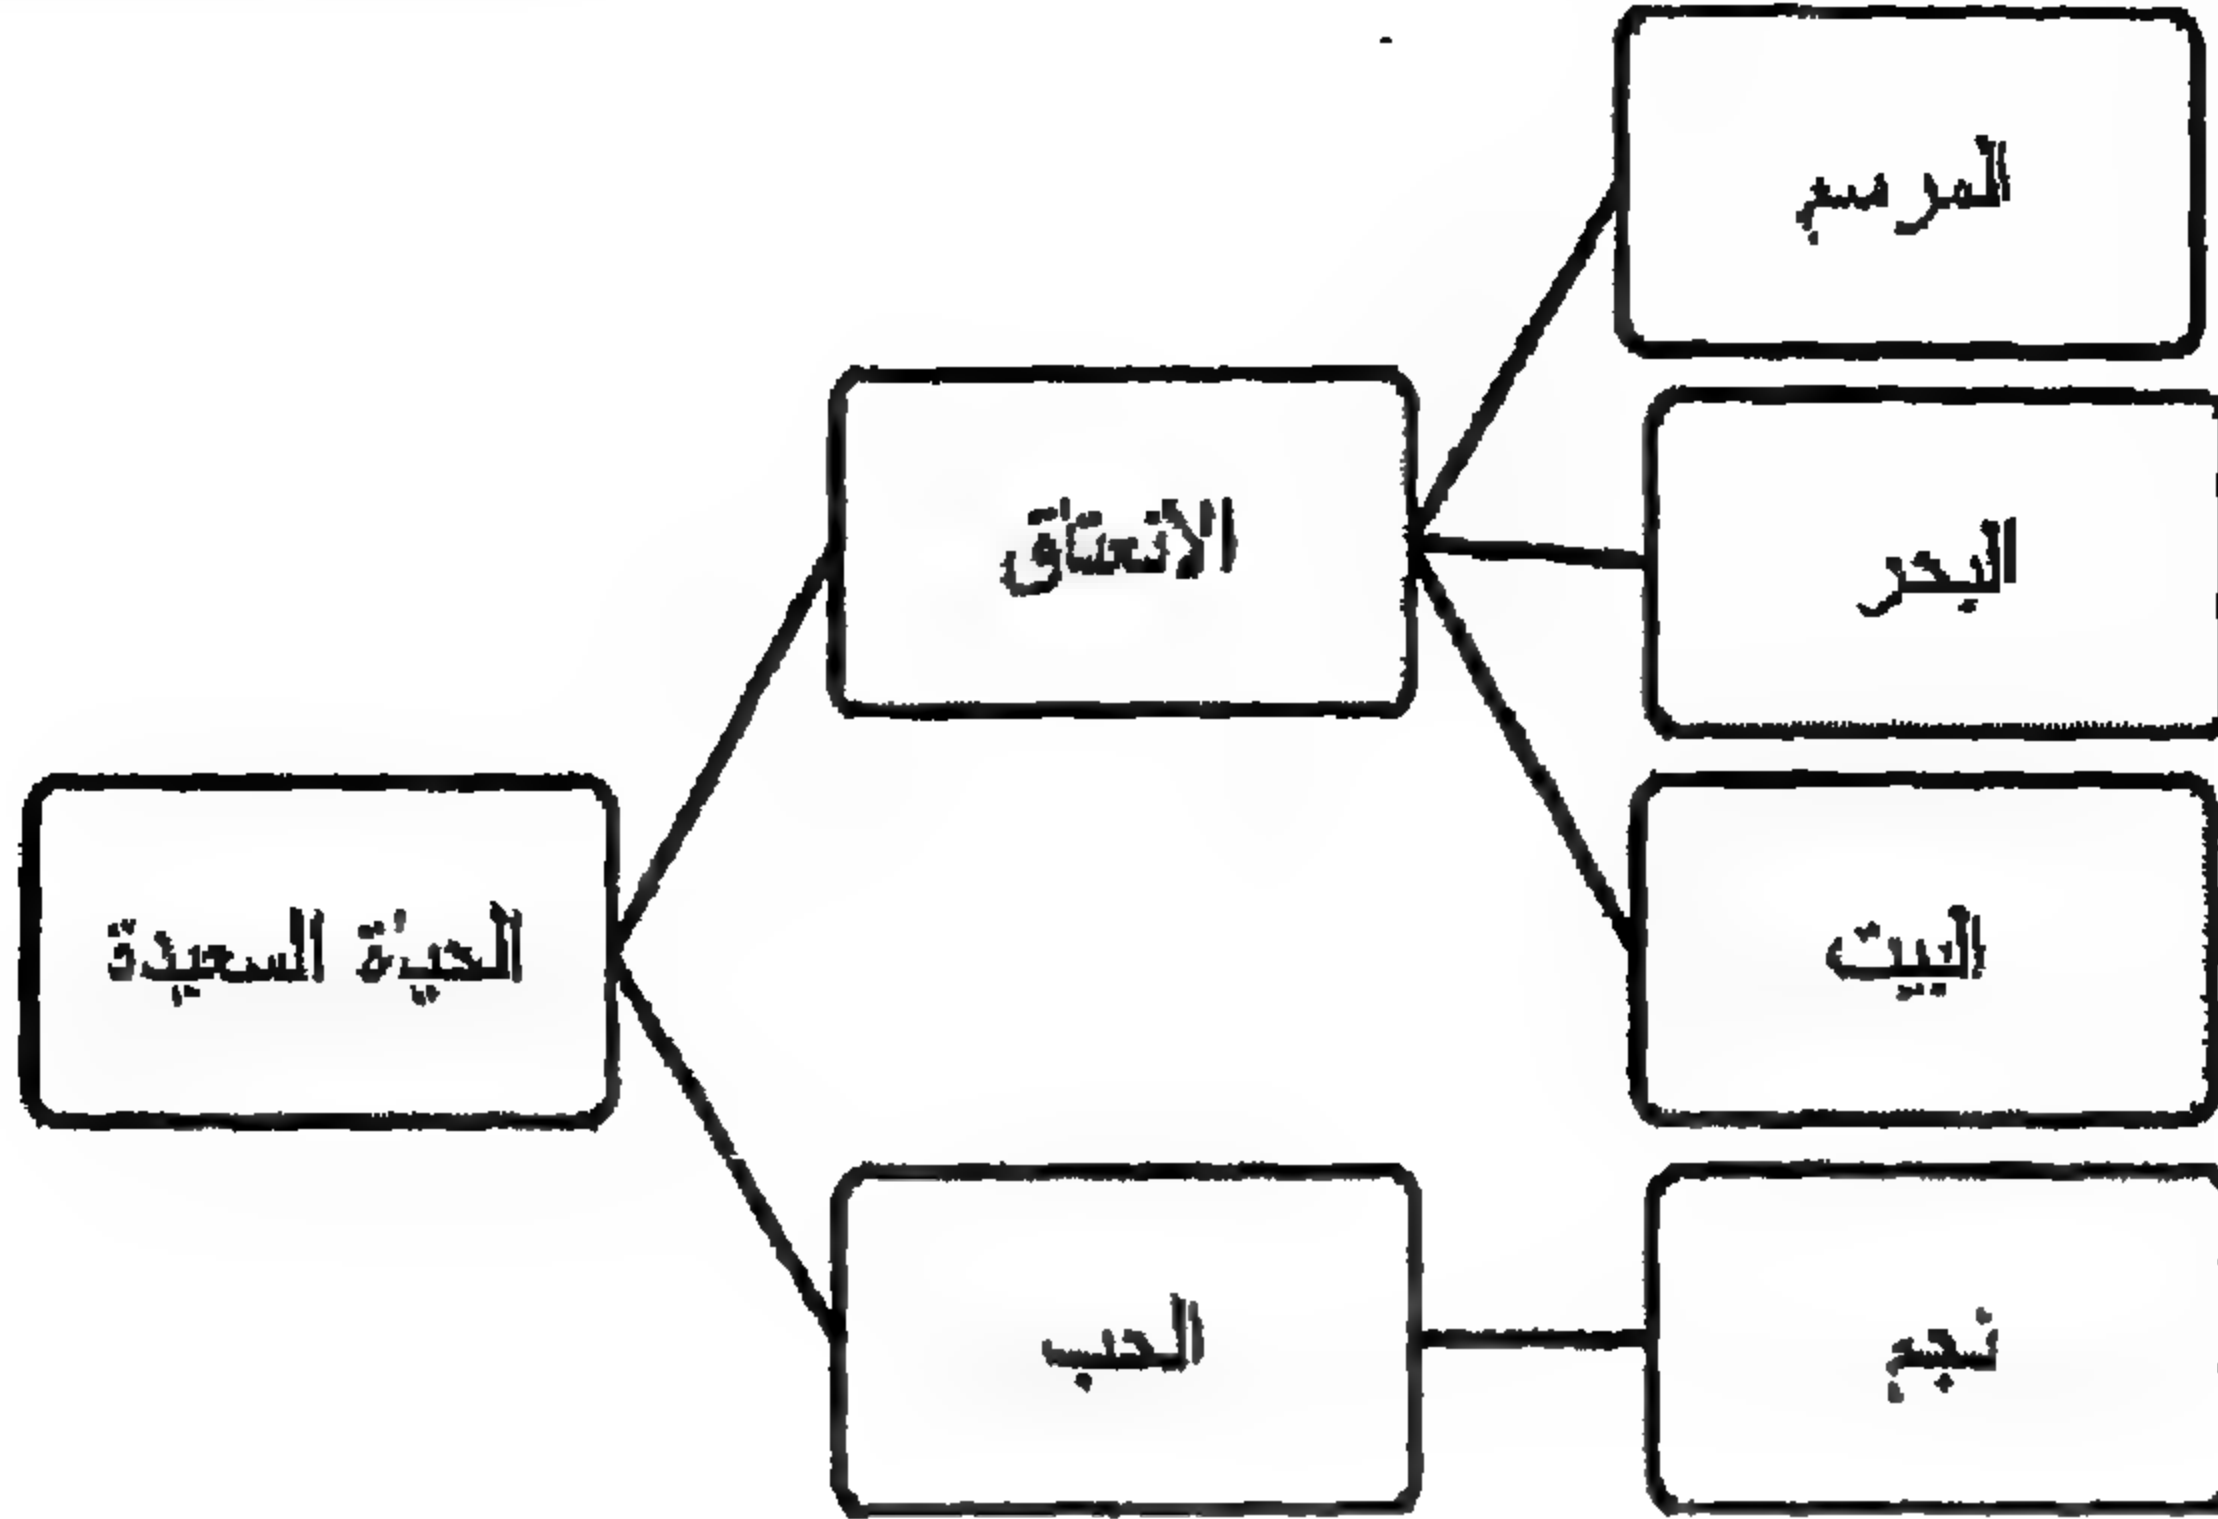 المرسم
البحر
الانعتاق
البيت
الحياة السعيدة
الحب
نجم